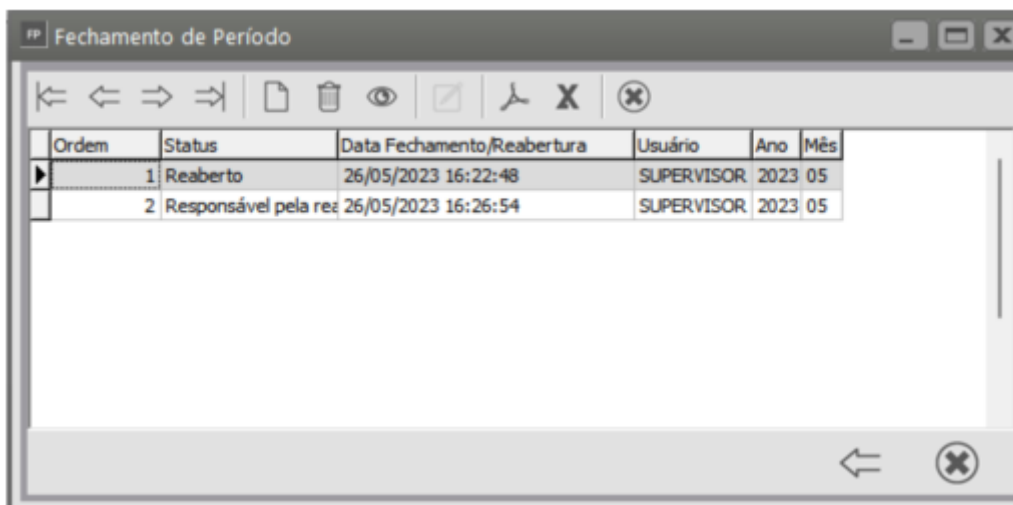 FP Fechamento de Período
X
Ordem Status Data Fechamento/Reabertura Usuário Ano Mês
1 Reaberto 26/05/2023 16:22:48 SUPERVISOR 2023 05
2 Responsável pela rea 26/05/2023 16:26:54 SUPERVISOR 2023 05